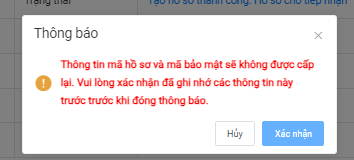 Trạng thái
Tạo hồ sơ thành công. Hồ sơ chờ tiếp nhận
Thông báo
Thông tin mã hồ sơ và mã bảo mật sẽ không được cấp
lại. Vui lòng xác nhận đã ghi nhớ các thông tin này
trước trước khi đóng thông báo.
Hủy
Xác nhận